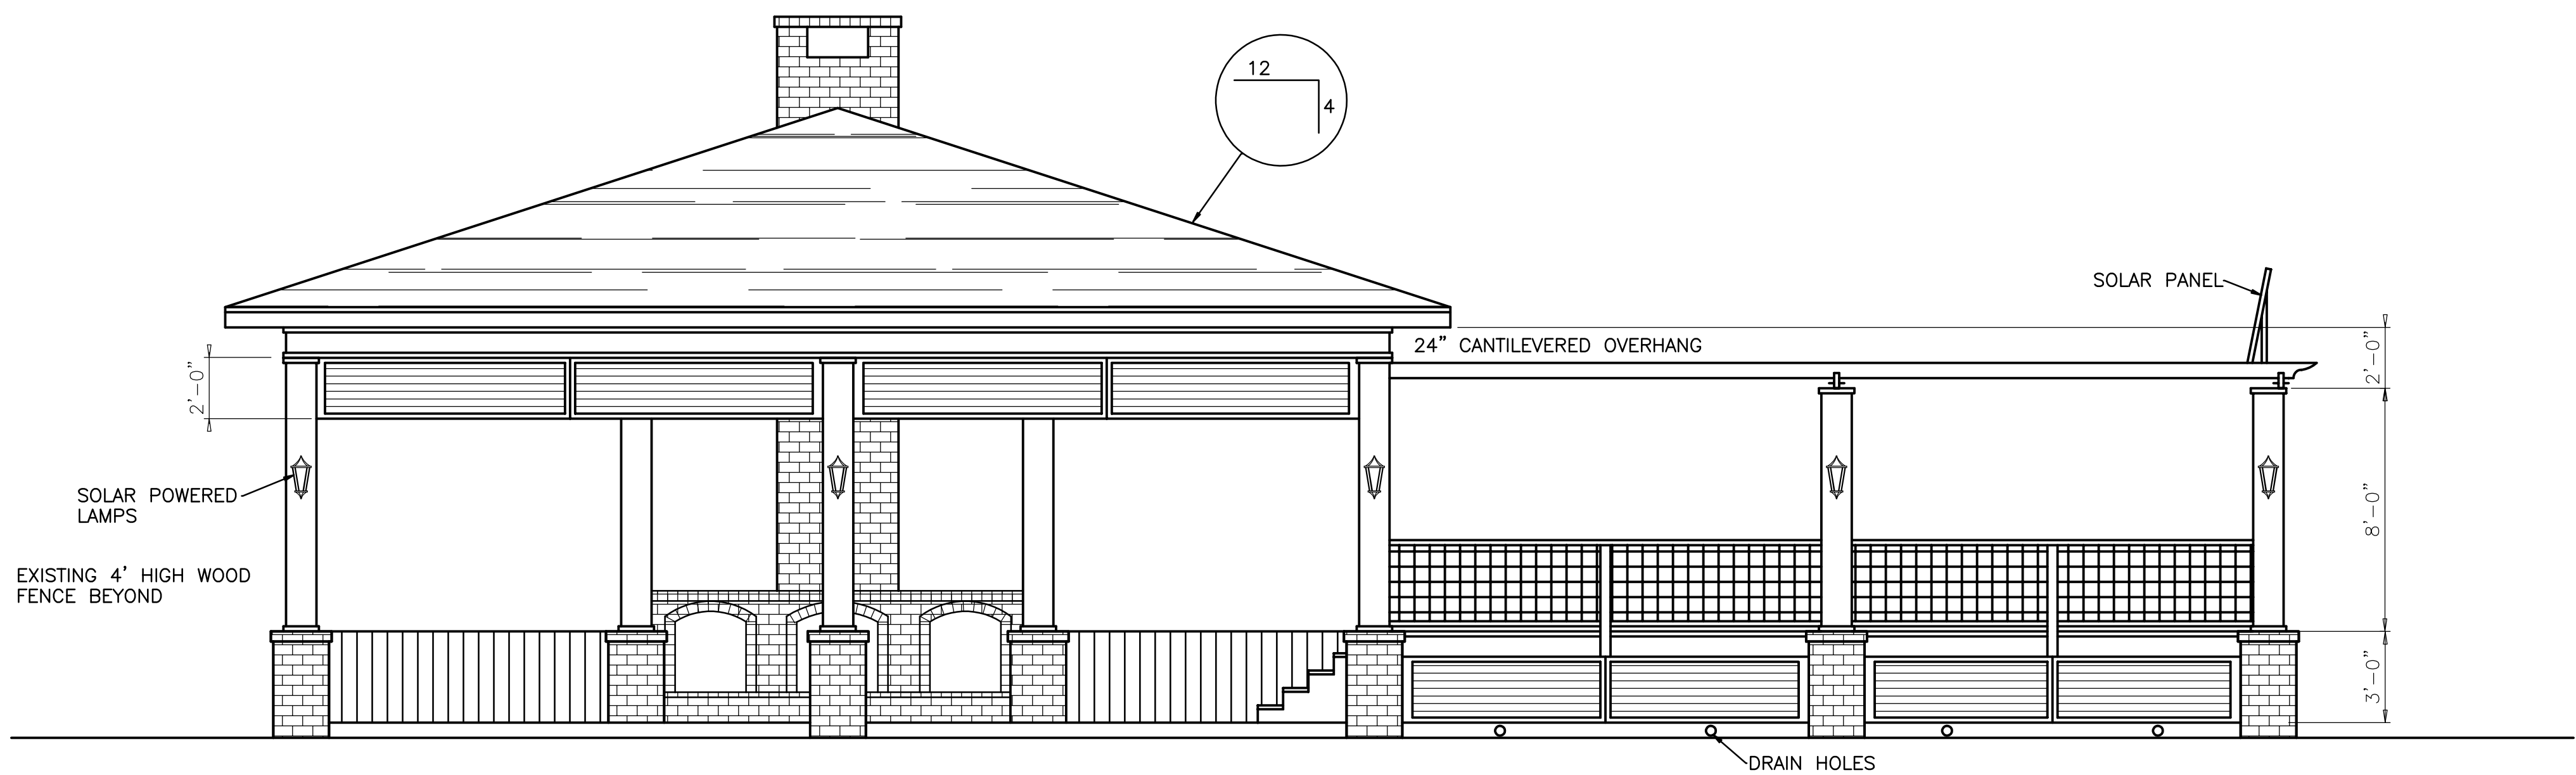 12
4
SOLAR PANEL
24" CANTILEVERED OVERHANG
2'-0"
2'-0"
SOLAR POWERED
LAMPS
8'-0"
EXISTING 4' HIGH WOOD
FENCE BEYOND
3'-0"
DRAIN HOLES